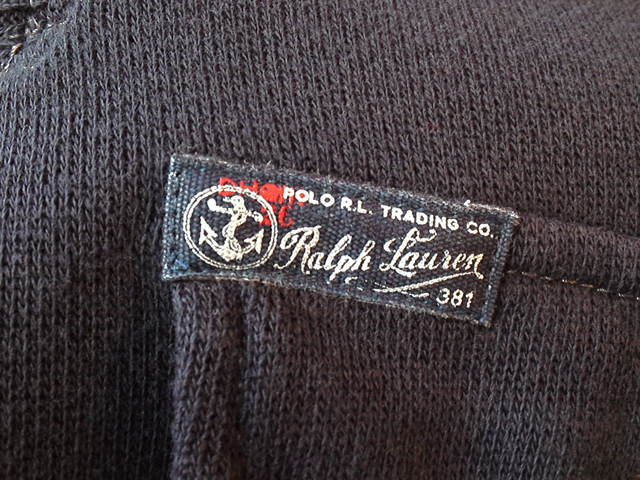 POLO R.L. TRADING CO.
Ralph Lauren
381